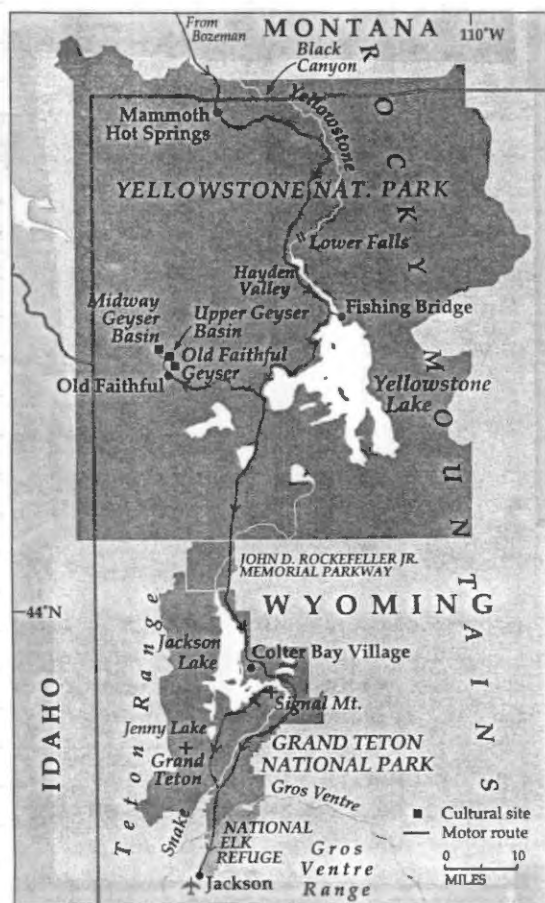 From
Bozeman
MONTANA
110°W
Black
Canyon
ROCKY MOUNTAINS
Yellowstone
Mammoth
Hot Springs
YELLOWSTONE NAT. PARK
Lower Falls
Hayden
Valley
Midway
Geyser
Basin
Upper Geyser
Basin
Fishing Bridge
Old Faithful
Geyser
Old Faithful
Yellowstone
Lake
JOHN D. ROCKEFELLER JR.
MEMORIAL PARKWAY
44°N
WYOMING
Jackson
Lake
Colter Bay Village
Signal Mt.
IDAHO
Teton Range
Jenny Lake
Grand
Teton
GRAND TETON
NATIONAL PARK
Gros Ventre
Snake
NATIONAL
ELK
REFUGE
Gros
Ventre
Range
Jackson
Cultural site
Motor route
0 10
MILES